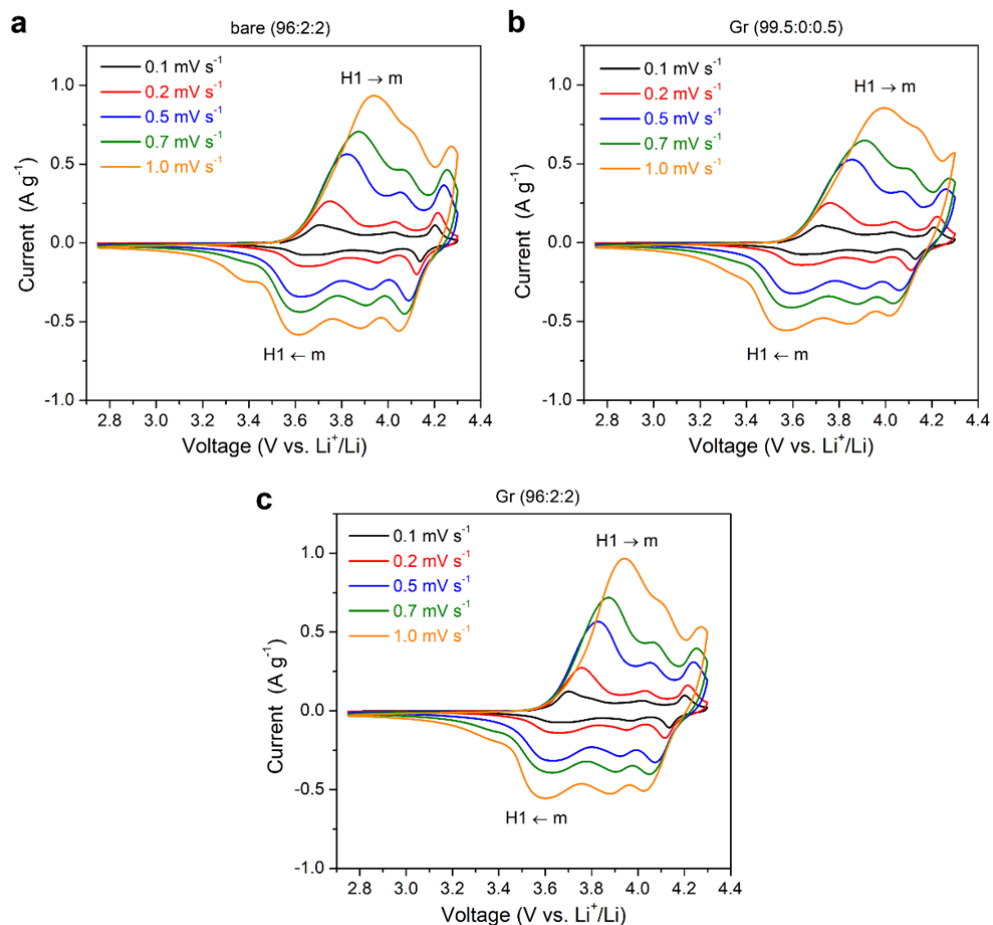 a
bare (96:2:2)
0.1 mV s⁻¹
0.2 mV s⁻¹
0.5 mV s⁻¹
0.7 mV s⁻¹
1.0 mV s⁻¹
H1 → m
H1 ← m
1.0
0.5
0.0
-0.5
-1.0
Current (A g⁻¹)
2.8 3.0 3.2 3.4 3.6 3.8 4.0 4.2 4.4
Voltage (V vs. Li⁺/Li)
b
Gr (99.5:0:0.5)
0.1 mV s⁻¹
0.2 mV s⁻¹
0.5 mV s⁻¹
0.7 mV s⁻¹
1.0 mV s⁻¹
H1 → m
H1 ← m
1.0
0.5
0.0
-0.5
-1.0
Current (A g⁻¹)
2.8 3.0 3.2 3.4 3.6 3.8 4.0 4.2 4.4
Voltage (V vs. Li⁺/Li)
c
Gr (96:2:2)
0.1 mV s⁻¹
0.2 mV s⁻¹
0.5 mV s⁻¹
0.7 mV s⁻¹
1.0 mV s⁻¹
H1 → m
H1 ← m
1.0
0.5
0.0
-0.5
-1.0
Current (A g⁻¹)
2.8 3.0 3.2 3.4 3.6 3.8 4.0 4.2 4.4
Voltage (V vs. Li⁺/Li)